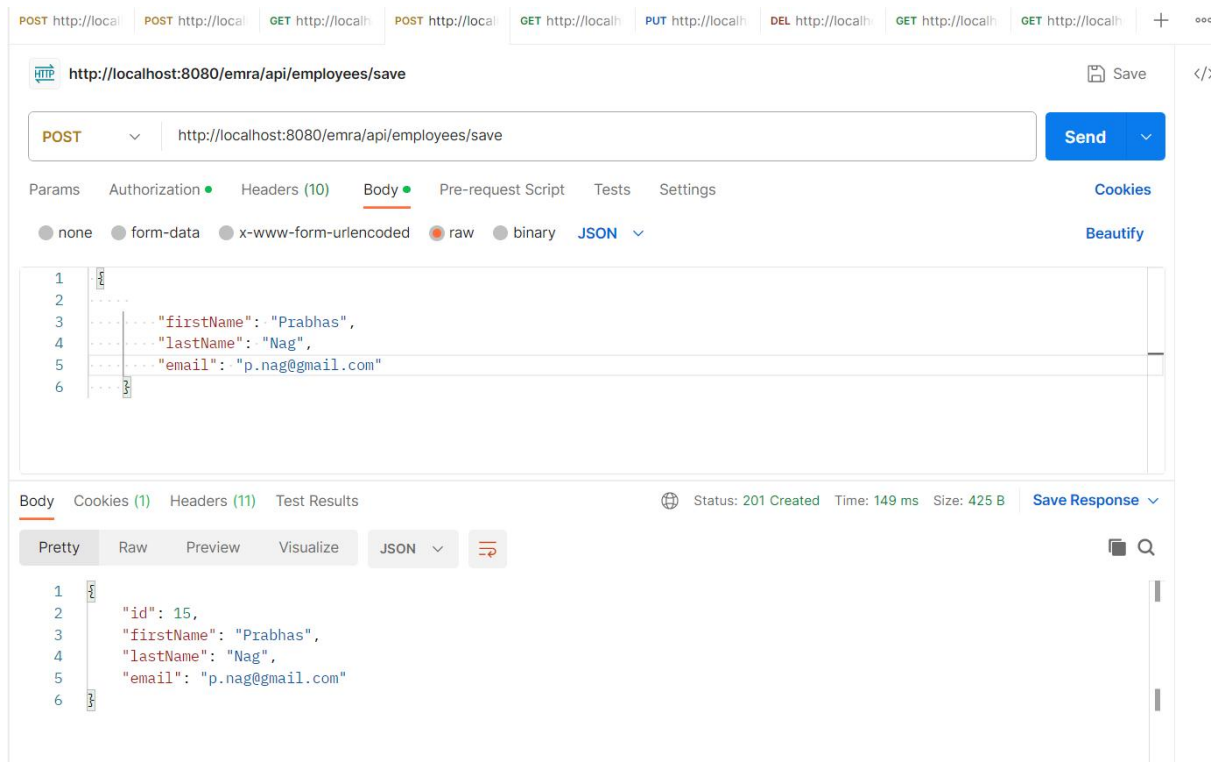 POST http://local POST http://local GET http://localh POST http://local GET http://localh PUT http://localh DEL http://localh GET http://localh GET http://localh
HTTP http://localhost:8080/emra/api/employees/save Save </>
POST http://localhost:8080/emra/api/employees/save Send
Params Authorization Headers (10) Body Pre-request Script Tests Settings Cookies
none form-data x-www-form-urlencoded raw binary JSON Beautify
1 {
2
3 "firstName": "Prabhas",
4 "lastName": "Nag",
5 "email": "p.nag@gmail.com"
6 }
Body Cookies (1) Headers (11) Test Results Status: 201 Created Time: 149 ms Size: 425 B Save Response
Pretty Raw Preview Visualize JSON
1 {
2 "id": 15,
3 "firstName": "Prabhas",
4 "lastName": "Nag",
5 "email": "p.nag@gmail.com"
6 }